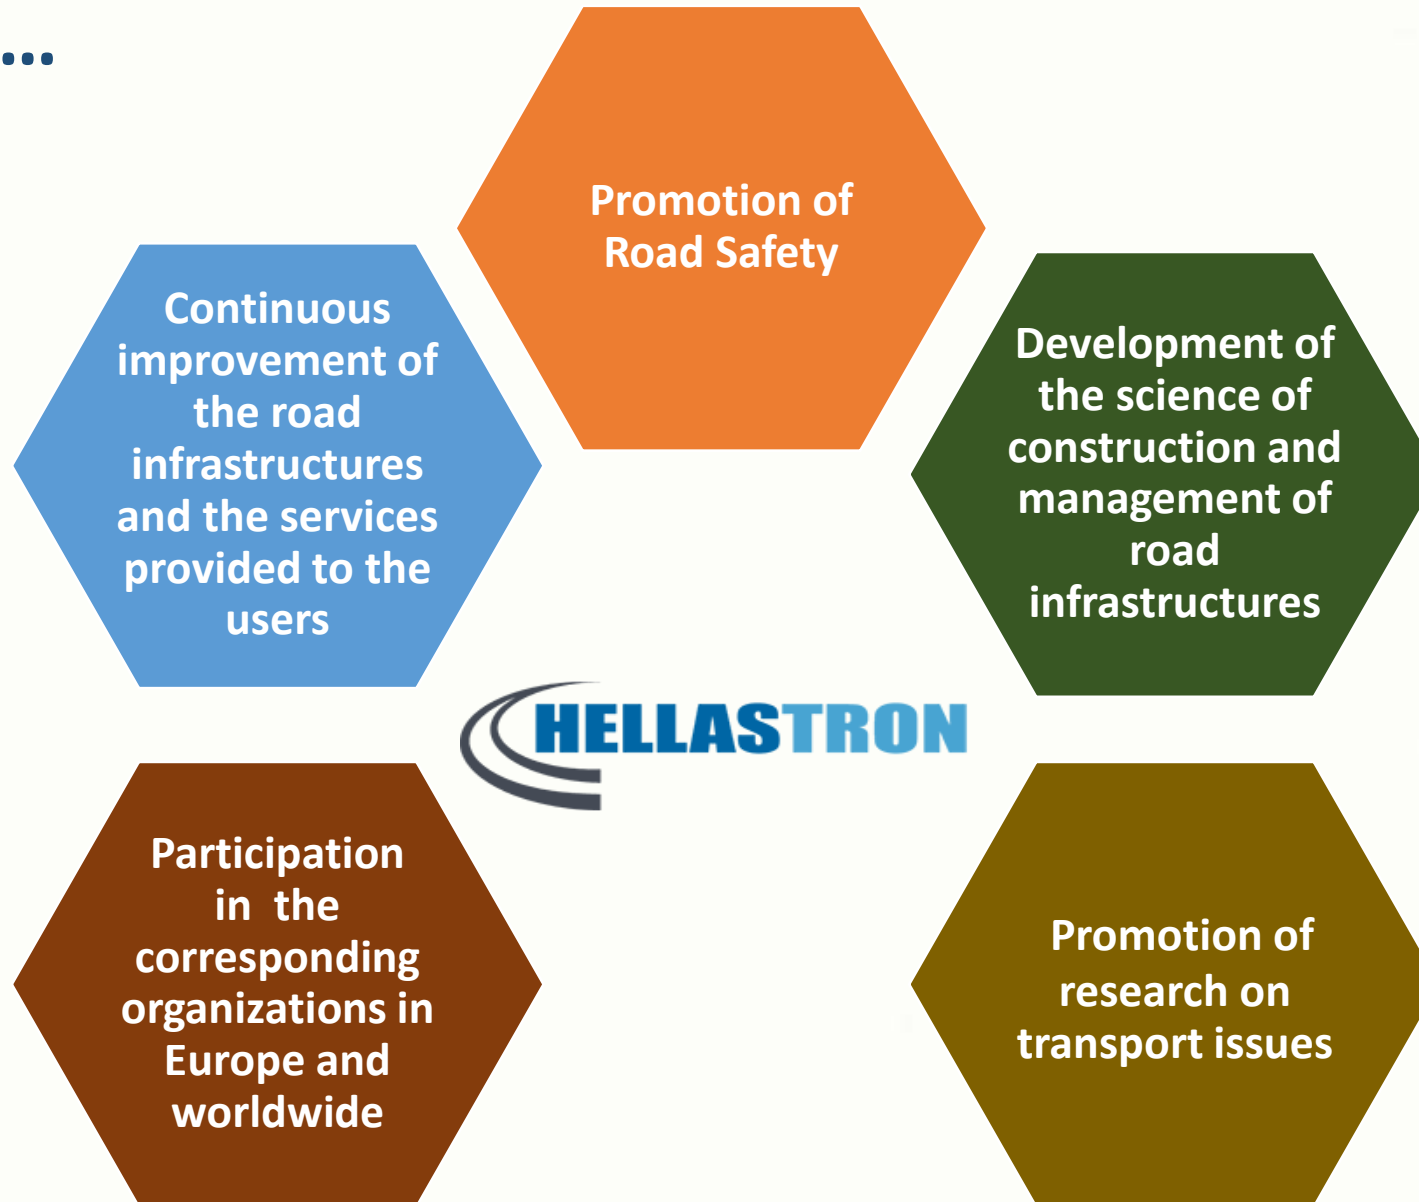 ...
Promotion of
Road Safety
Continuous
improvement of
the road
infrastructures
and the services
provided to the
users
Development of
the science of
construction and
management of
road
infrastructures
HELLASTRON
Participation
in the
corresponding
organizations in
Europe and
worldwide
Promotion of
research on
transport issues